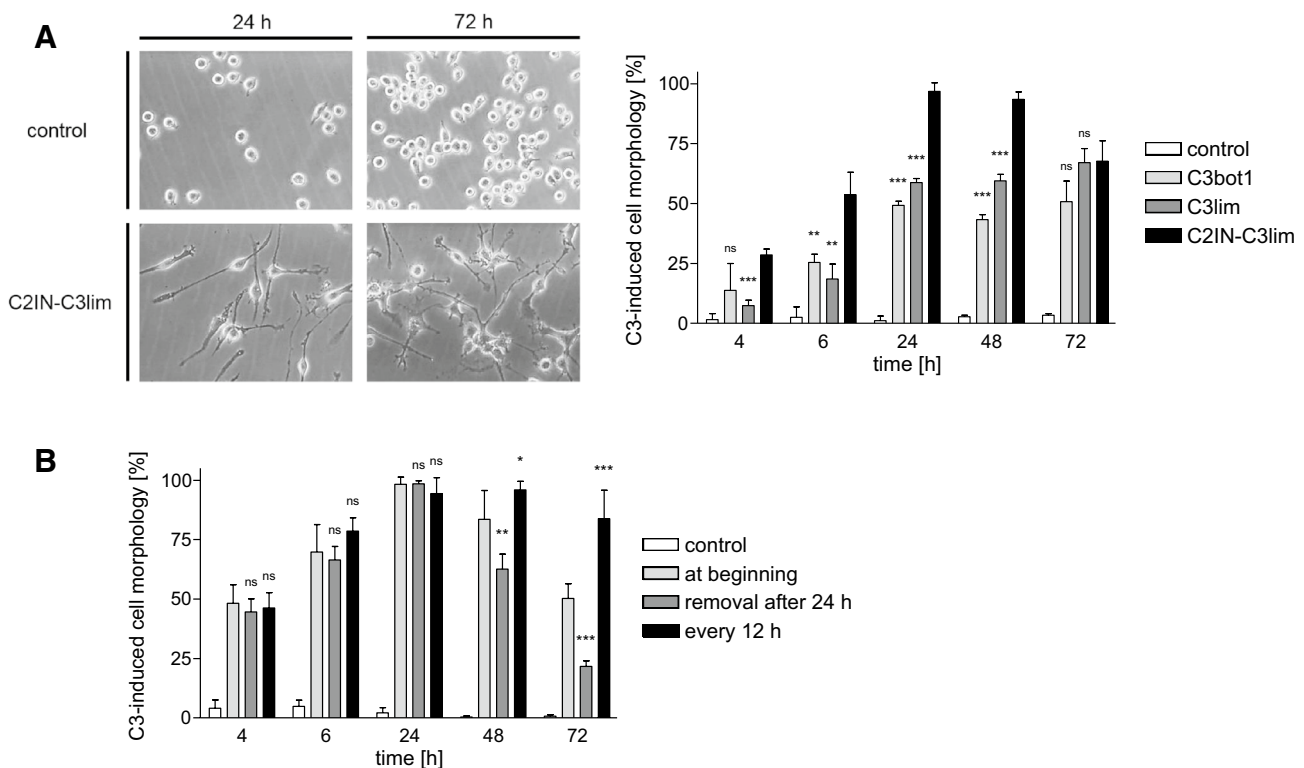 A
24 h
72 h
control
C2IN-C3lim
C3-induced cell morphology [%]
100
75
50
25
0
ns
***
**
**
***
***
***
***
ns
ns
4
6
24
48
72
time [h]
control
C3bot1
C3lim
C2IN-C3lim
B
C3-induced cell morphology [%]
100
75
50
25
0
ns
ns
ns
ns
ns
ns
**
*
***
***
4
6
24
48
72
time [h]
control
at beginning
removal after 24 h
every 12 h